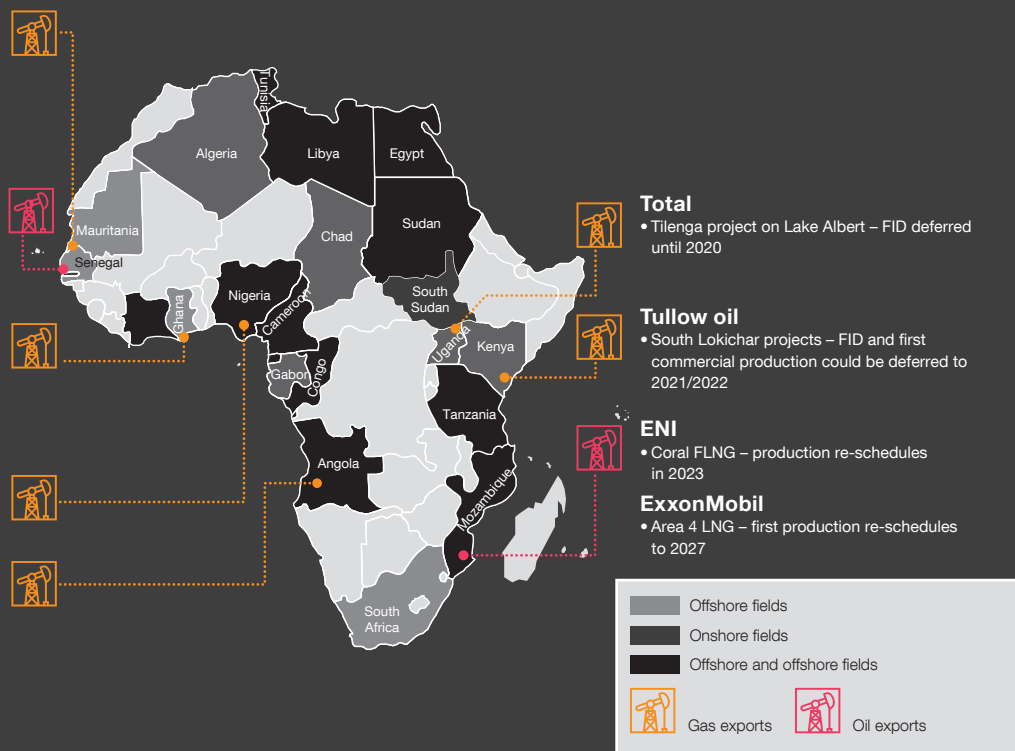 Tunisia
Algeria
Libya
Egypt
Mauritania
Senegal
Chad
Sudan
Ghana
Nigeria
Cameroon
South
Sudan
Uganda
Kenya
Gabon
Congo
Tanzania
Angola
Mozambique
South
Africa
Total
• Tilenga project on Lake Albert – FID deferred
until 2020
Tullow oil
• South Lokichar projects – FID and first
commercial production could be deferred to
2021/2022
ENI
• Coral FLNG – production re-schedules
in 2023
ExxonMobil
• Area 4 LNG – first production re-schedules
to 2027
Offshore fields
Onshore fields
Offshore and offshore fields
Gas exports
Oil exports